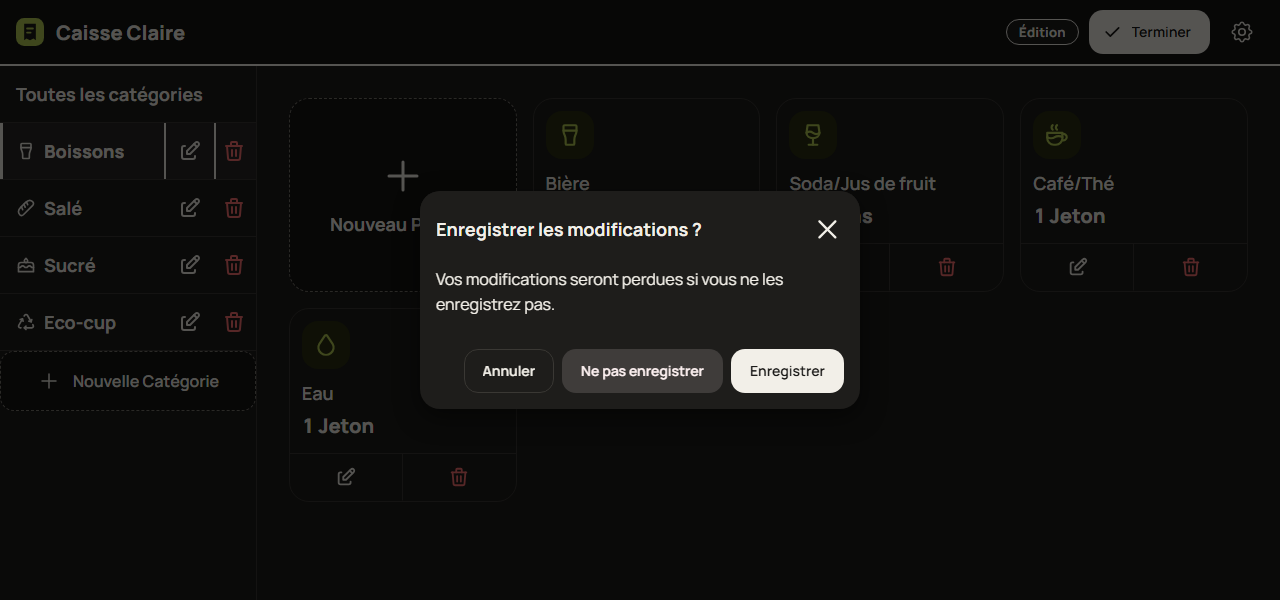 Caisse Claire
Édition
Terminer
Toutes les catégories
Boissons
Salé
Sucré
Eco-cup
Nouvelle Catégorie
Nouveau P
Bière
Soda/Jus de fruit
Café/Thé
1 Jeton
Eau
1 Jeton
Enregistrer les modifications ?
Vos modifications seront perdues si vous ne les
enregistrez pas.
Annuler
Ne pas enregistrer
Enregistrer